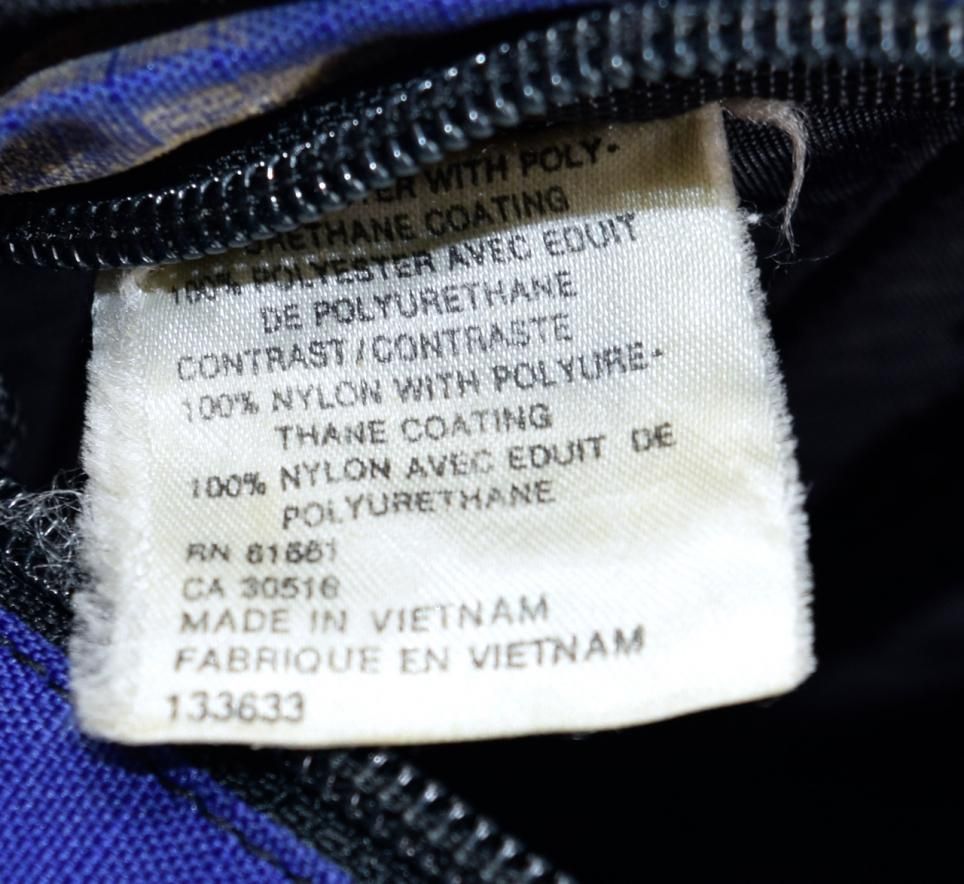 WITH POLY-
URETHANE COATING
100% POLYESTER AVEC EDUIT
DE POLYURETHANE
CONTRAST/CONTRASTE
100% NYLON WITH POLYURE-
THANE COATING
100% NYLON AVEC EDUIT DE
POLYURETHANE
RN 61661
CA 30516
MADE IN VIETNAM
FABRIQUE EN VIETNAM
133633